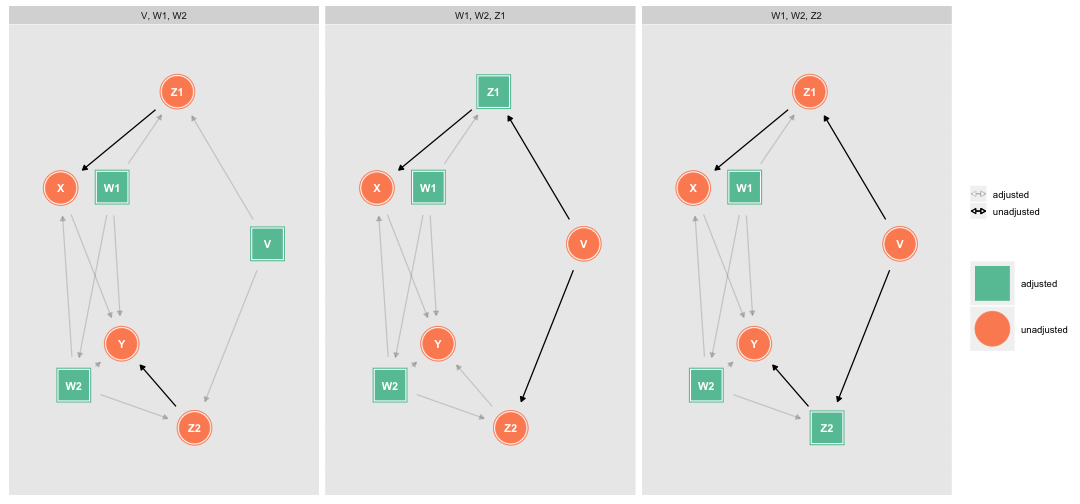 V, W1, W2
Z1
X
W1
V
Y
W2
Z2
W1, W2, Z1
Z1
X
W1
V
Y
W2
Z2
W1, W2, Z2
Z1
X
W1
V
Y
W2
Z2
adjusted
unadjusted
adjusted
unadjusted